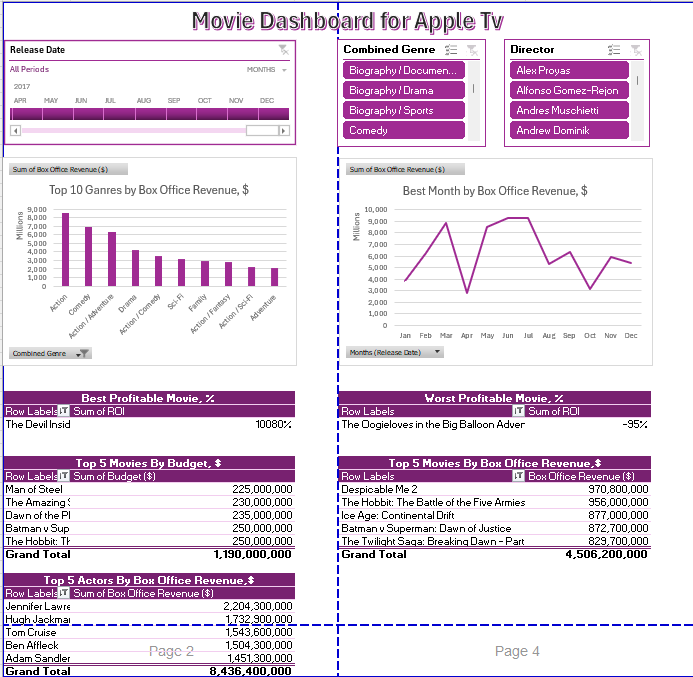 Movie Dashboard for Apple Tv
Release Date
All Periods MONTHS
2017
APR MAY JUN JUL AUG SEP OCT NOV DEC
Combined Genre
Biography / Documen...
Biography / Drama
Biography / Sports
Comedy
Director
Alex Proyas
Alfonso Gomez-Rejon
Andres Muschietti
Andrew Dominik
Sum of Box Office Revenue ($)
Top 10 Ganres by Box Office Revenue, $
Millions
9,000
8,000
7,000
6,000
5,000
4,000
3,000
2,000
1,000
0
Action
Comedy
Action / Adventure
Drama
Action / Comedy
Sci-Fi
Family
Action / Fantasy
Action / Sci-Fi
Adventure
Combined Genre
Sum of Box Office Revenue ($)
Best Month by Box Office Revenue, $
Millions
10,000
9,000
8,000
7,000
6,000
5,000
4,000
3,000
2,000
1,000
0
Jan Feb Mar Apr May Jun Jul Aug Sep Oct Nov Dec
Months (Release Date)
Best Profitable Movie, %
Row Labels Sum of ROI
The Devil Insid 10080%
Worst Profitable Movie, %
Row Labels Sum of ROI
The Oogieloves in the Big Balloon Adven -95%
Top 5 Movies By Budget, $
Row Labels Sum of Budget ($)
Man of Steel 225,000,000
The Amazing S 230,000,000
Dawn of the Pl 235,000,000
Batman v Sup 250,000,000
The Hobbit: Th 250,000,000
Grand Total 1,190,000,000
Top 5 Movies By Box Office Revenue,$
Row Labels Box Office Revenue ($)
Despicable Me 2 970,800,000
The Hobbit: The Battle of the Five Armies 956,000,000
Ice Age: Continental Drift 877,000,000
Batman v Superman: Dawn of Justice 872,700,000
The Twilight Saga: Breaking Dawn - Part 829,700,000
Grand Total 4,506,200,000
Top 5 Actors By Box Office Revenue,$
Row Labels Sum of Box Office Revenue ($)
Jennifer Lawre 2,204,300,000
Hugh Jackman 1,732,900,000
Tom Cruise 1,543,600,000
Ben Affleck 1,504,300,000
Adam Sandler 1,451,300,000
Grand Total 8,436,400,000
Page 2
Page 4